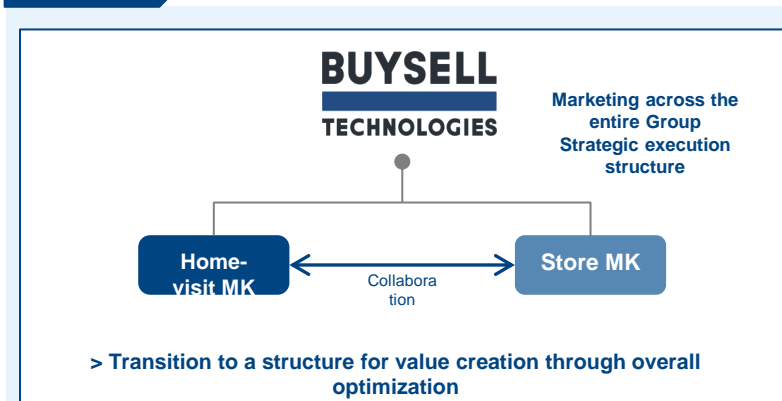 BUYSELL
TECHNOLOGIES
Marketing across the
entire Group
Strategic execution
structure
Home-
visit MK
Store MK
Collabora
tion
> Transition to a structure for value creation through overall
optimization